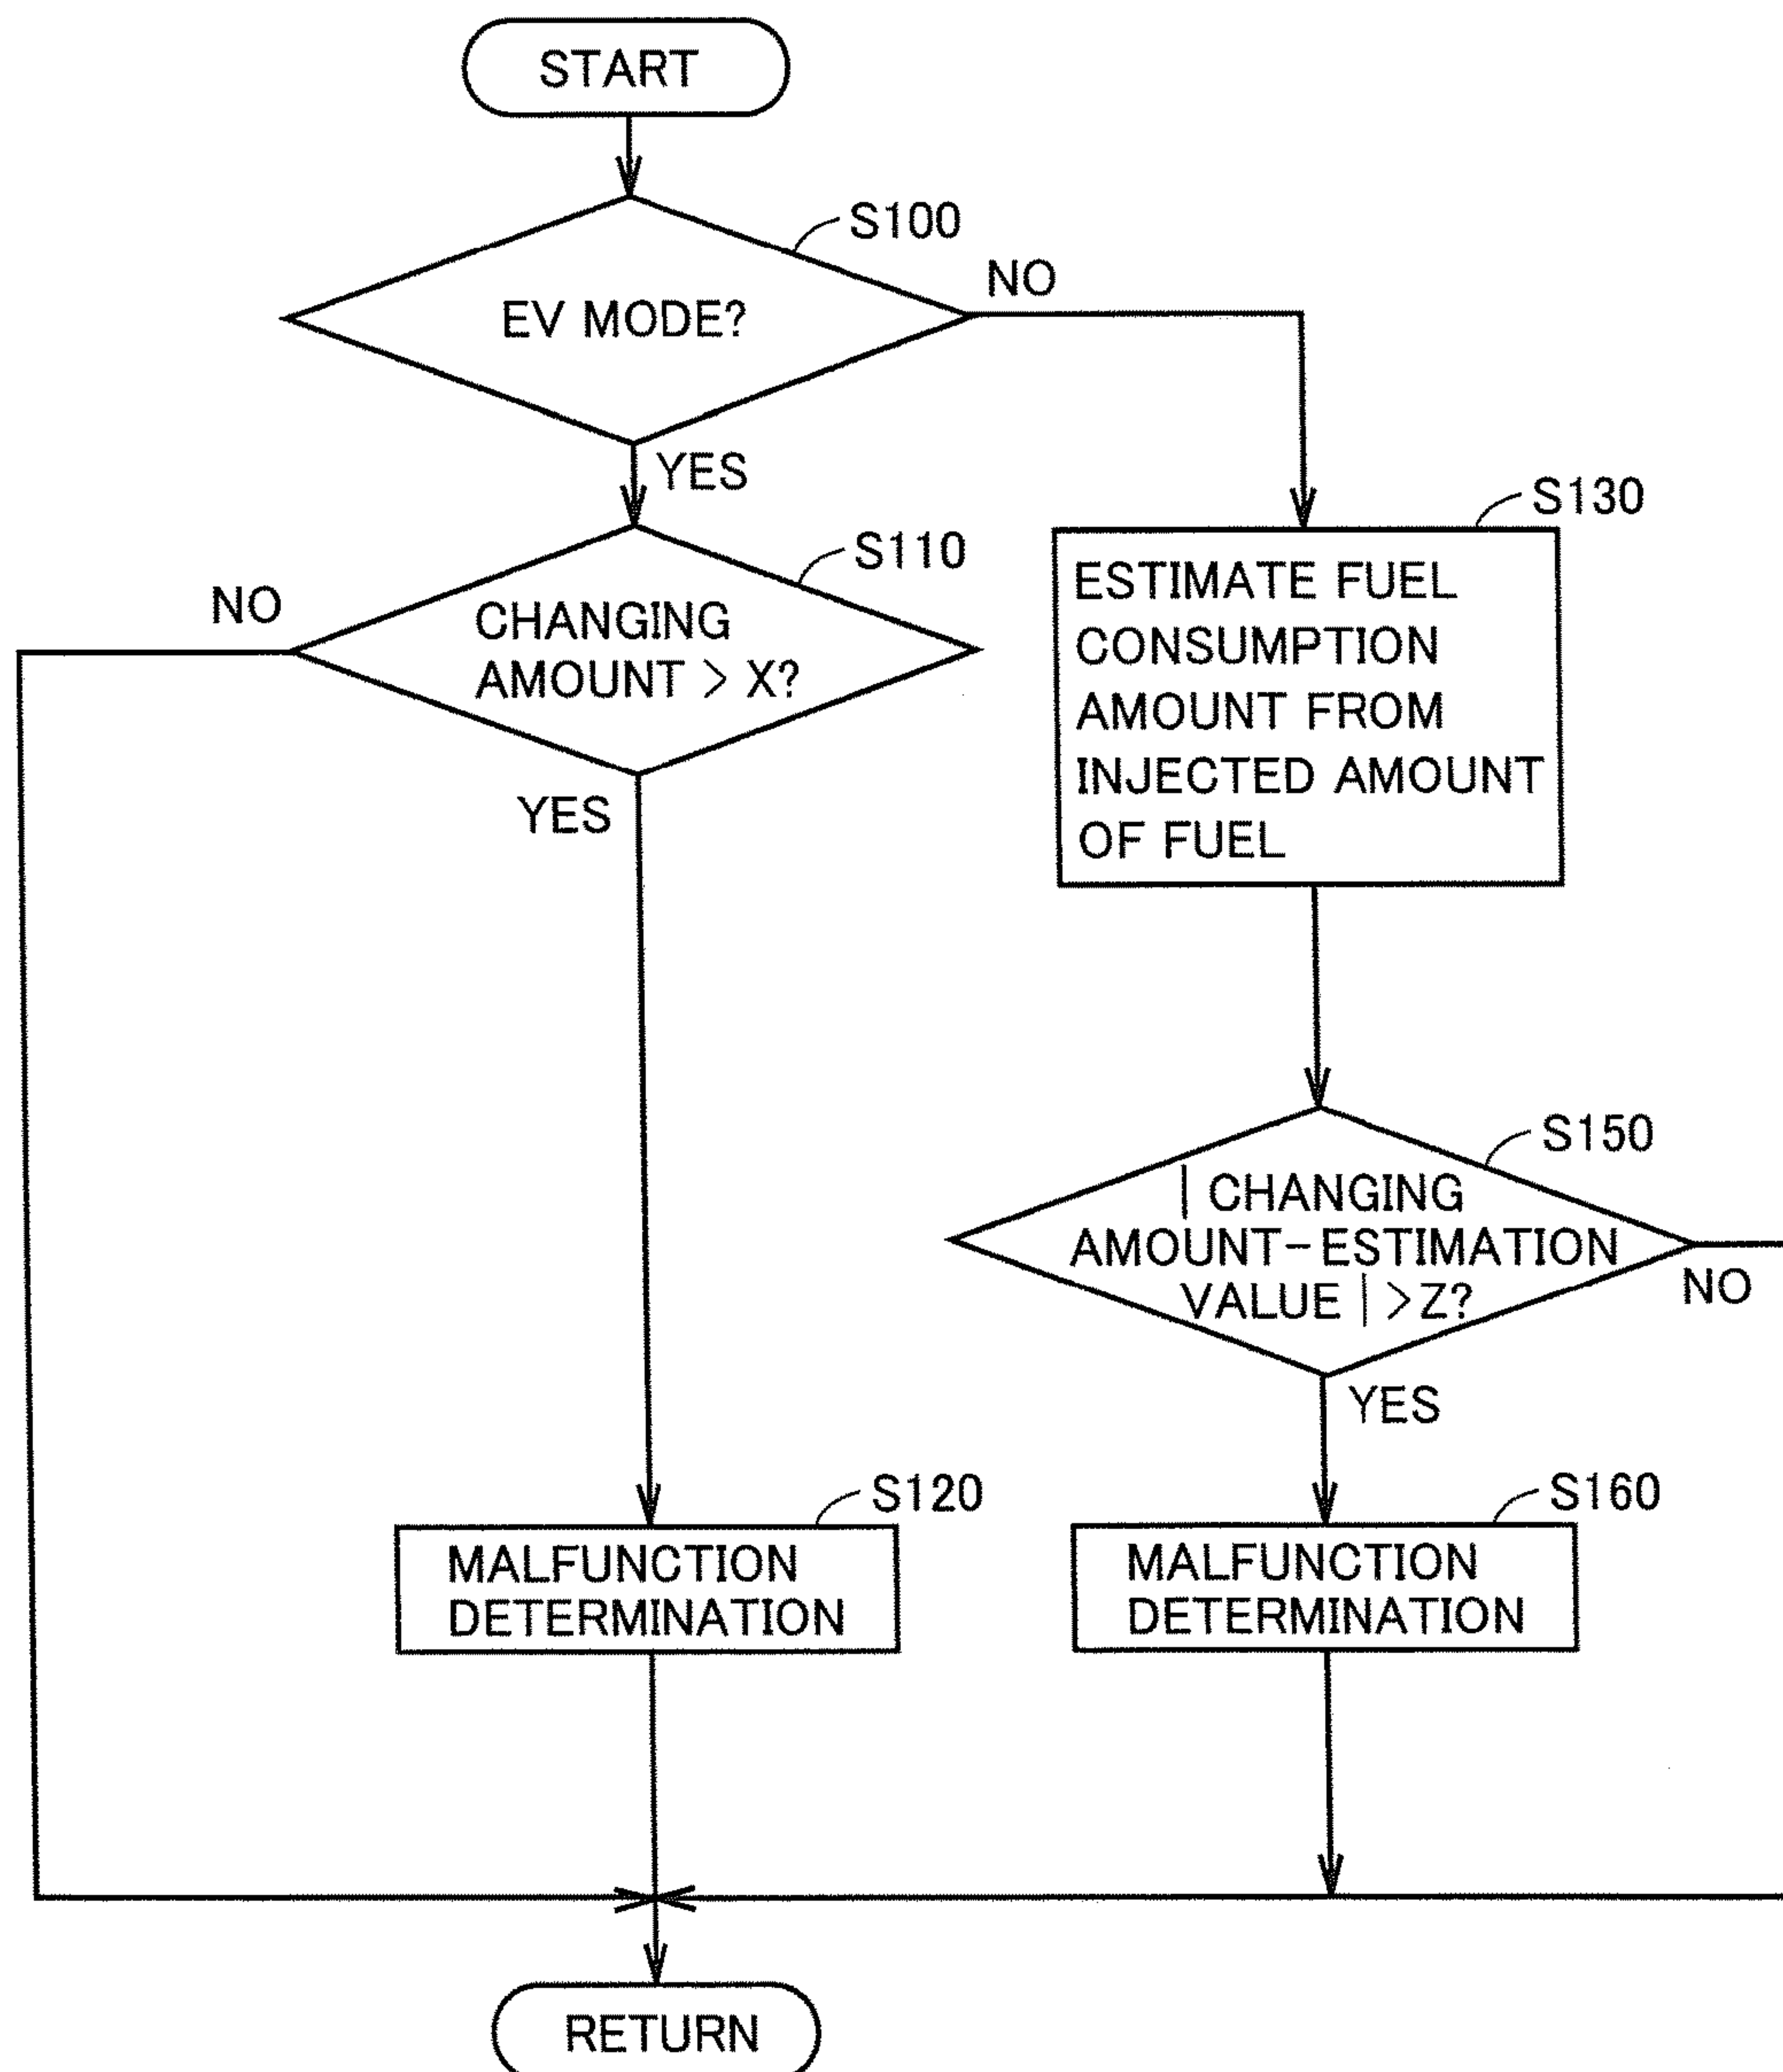 START
S100
NO
EV MODE?
YES
S110
NO
CHANGING
AMOUNT > X?
YES
S130
ESTIMATE FUEL
CONSUMPTION
AMOUNT FROM
INJECTED AMOUNT
OF FUEL
S150
| CHANGING
AMOUNT-ESTIMATION
VALUE | >Z?
NO
YES
S120
MALFUNCTION
DETERMINATION
S160
MALFUNCTION
DETERMINATION
RETURN